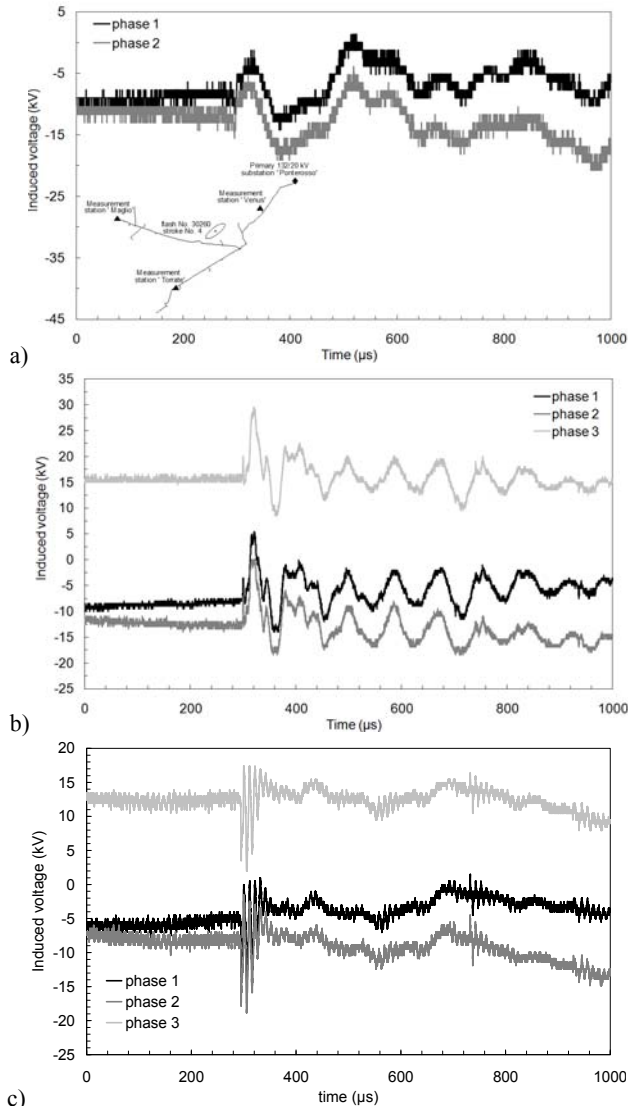 5
-5
-15
-25
-35
-45
Induced voltage (kV)
phase 1
phase 2
Primary 132/20 kV
substation "Ponterosso"
Measurement
station "Venus"
Measurement
station "Maglio"
flash No. 30260
stroke No. 4
Measurement
station "Torrate"
0 200 400 600 800 1000
Time (µs)
a)
35
30
25
20
15
10
5
0
-5
-10
-15
-20
-25
Induced voltage (kV)
phase 1
phase 2
phase 3
0 200 400 600 800 1000
Time (µs)
b)
20
15
10
5
0
-5
-10
-15
-20
-25
Induced voltage (kV)
phase 1
phase 2
phase 3
0 200 400 600 800 1000
time (µs)
c)